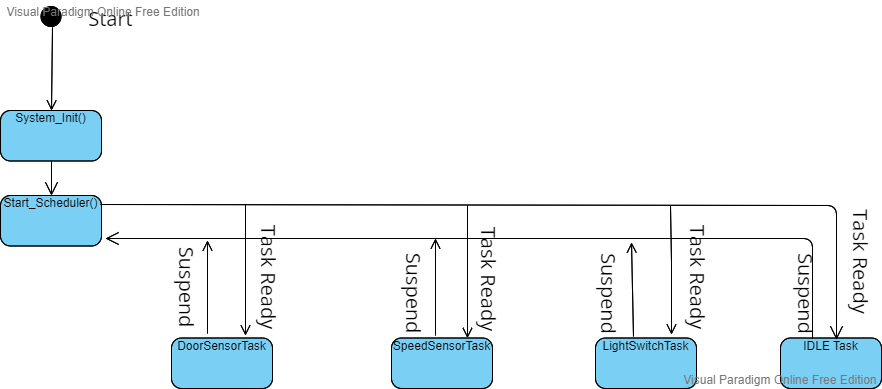 Visual Paradigm Online Free Edition
Start
System_Init()
Start_Scheduler()
Suspend
Task Ready
Suspend
Task Ready
Suspend
Task Ready
Suspend
Task Ready
DoorSensorTask
SpeedSensorTask
LightSwitchTask
IDLE Task
Visual Paradigm Online Free Edition